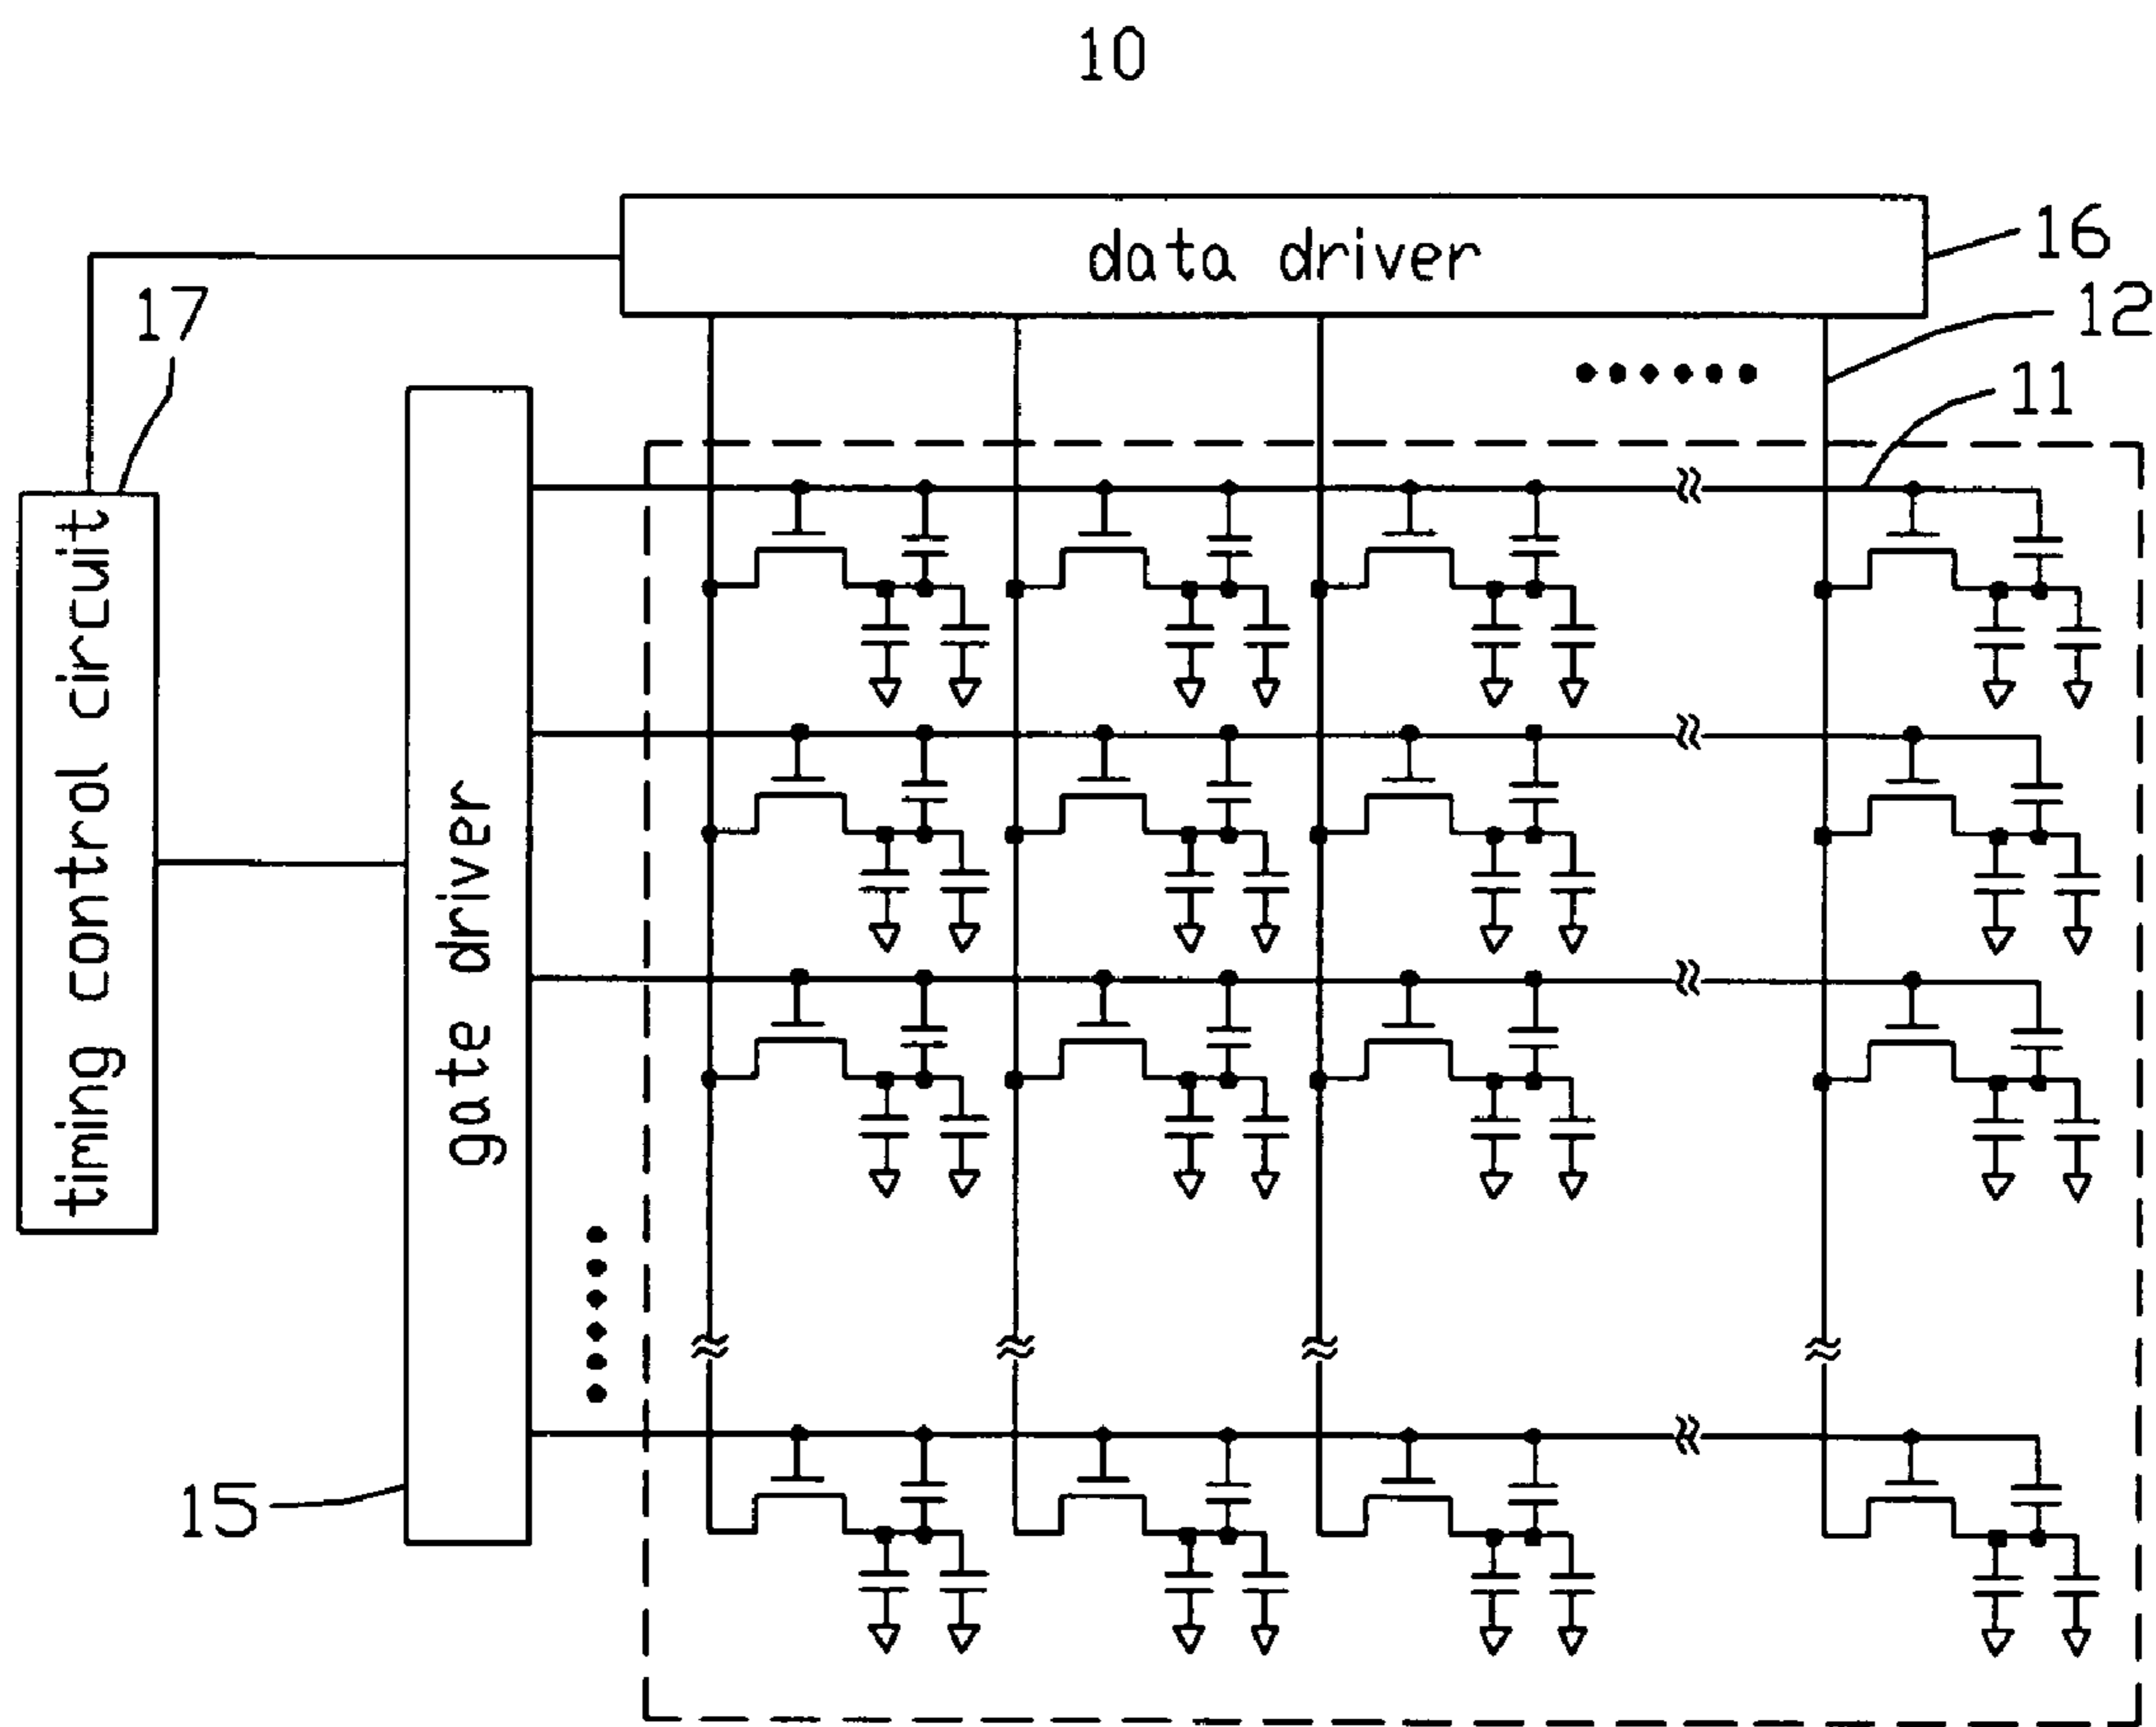 10
data driver
16
12
17
11
timing control circuit
gate driver
15